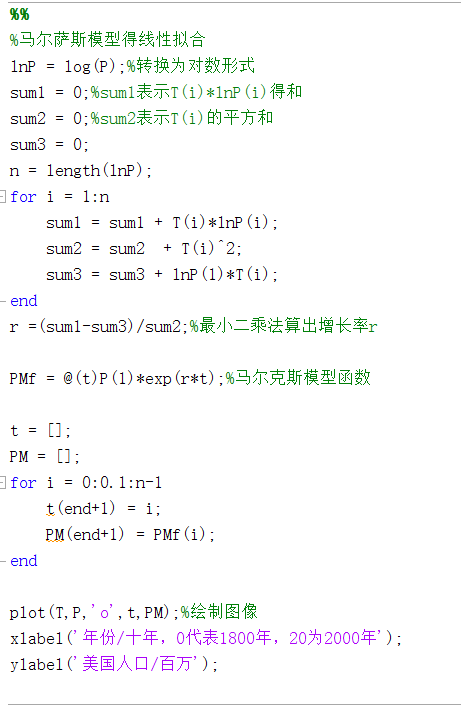 %%
%马尔萨斯模型得线性拟合
lnP = log(P);%转换为对数形式
sum1 = 0;%sum1表示T(i)*lnP(i)得和
sum2 = 0;%sum2表示T(i)的平方和
sum3 = 0;
n = length(lnP);
for i = 1:n
    sum1 = sum1 + T(i)*lnP(i);
    sum2 = sum2  + T(i)^2;
    sum3 = sum3 + lnP(1)*T(i);
end
r =(sum1-sum3)/sum2;%最小二乘法算出增长率r
PMf = @(t)P(1)*exp(r*t);%马尔克斯模型函数
t = [];
PM = [];
for i = 0:0.1:n-1
    t(end+1) = i;
    PM(end+1) = PMf(i);
end
plot(T,P,'o',t,PM);%绘制图像
xlabel('年份/十年，0代表1800年，20为2000年');
ylabel('美国人口/百万');